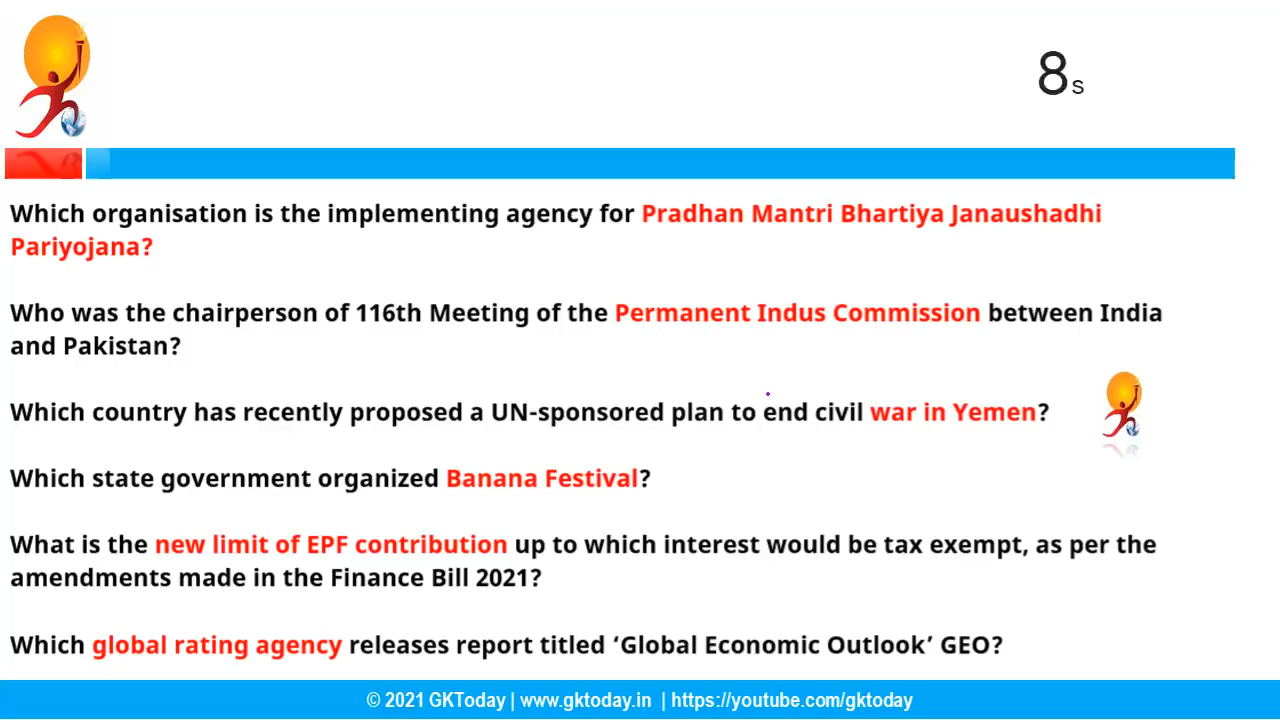 8s
Which organisation is the implementing agency for Pradhan Mantri Bhartiya Janaushadhi
Pariyojana?
Who was the chairperson of 116th Meeting of the Permanent Indus Commission between India
and Pakistan?
Which country has recently proposed a UN-sponsored plan to end civil war in Yemen?
Which state government organized Banana Festival?
What is the new limit of EPF contribution up to which interest would be tax exempt, as per the
amendments made in the Finance Bill 2021?
Which global rating agency releases report titled ‘Global Economic Outlook’ GEO?
© 2021 GKToday | www.gktoday.in | https://youtube.com/gktoday